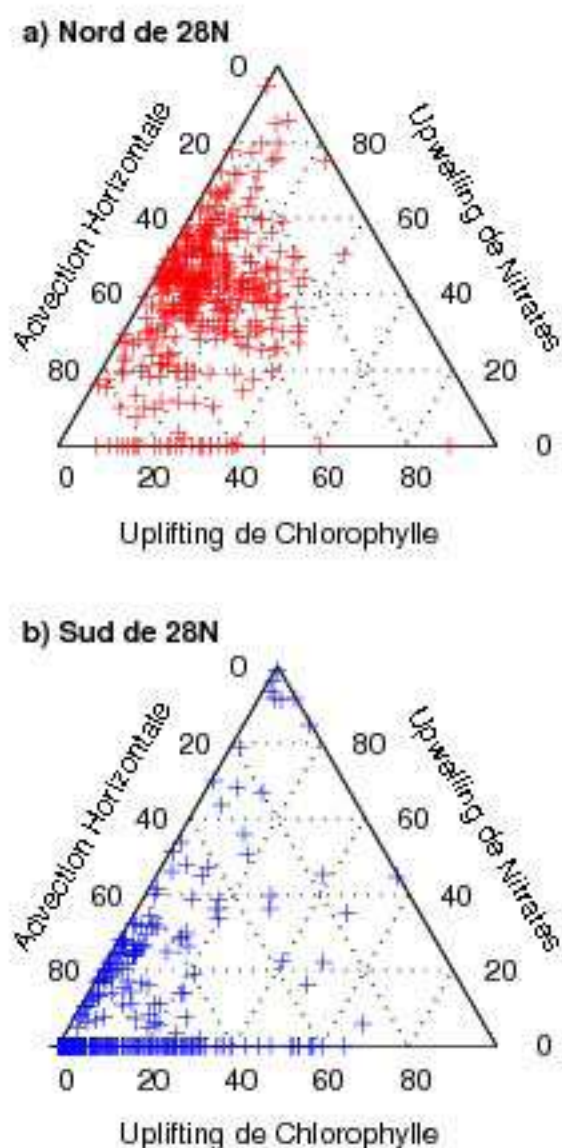 a) Nord de 28N
0
Advection Horizontale
Upwelling de Nitrates
20 80
40 60
60 40
80 20
0
0 20 40 60 80
Uplifting de Chlorophylle
b) Sud de 28N
0
Advection Horizontale
Upwelling de Nitrates
20 80
40 60
60 40
80 20
0
0 20 40 60 80
Uplifting de Chlorophylle